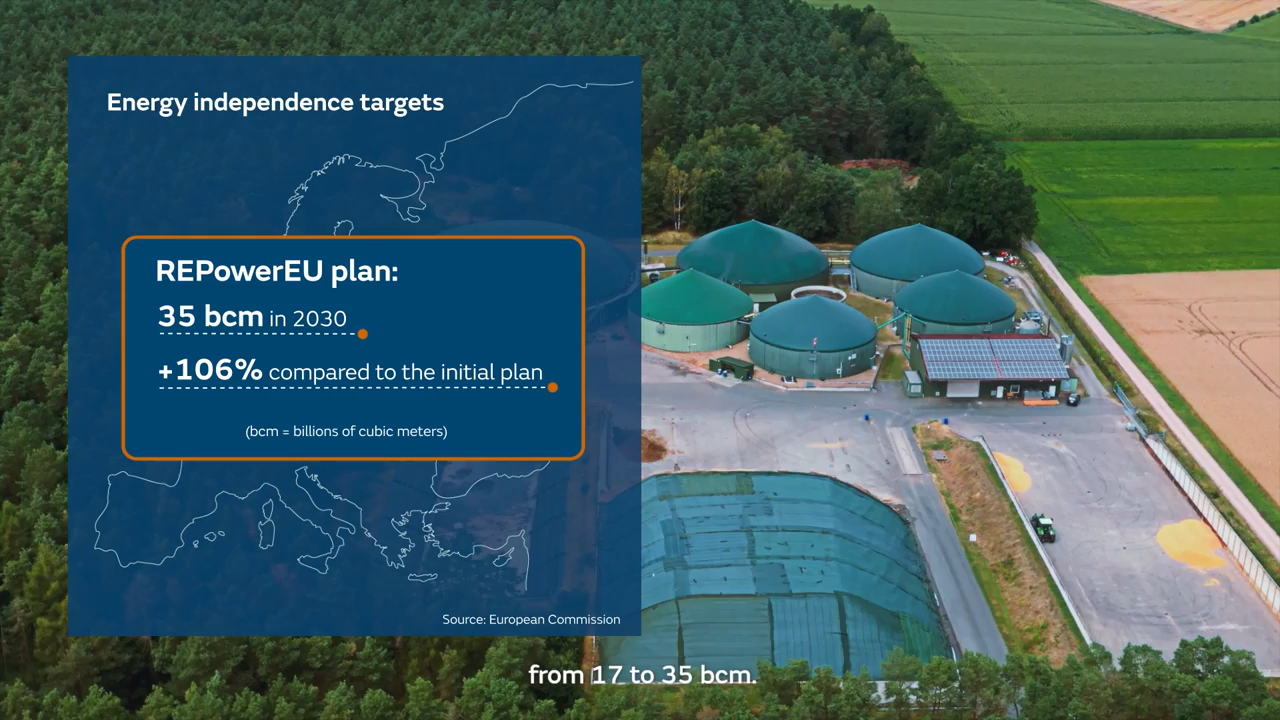 Energy independence targets
REPowerEU plan:
35 bcm in 2030
+106% compared to the initial plan
(bcm = billions of cubic meters)
Source: European Commission
from 17 to 35 bcm.